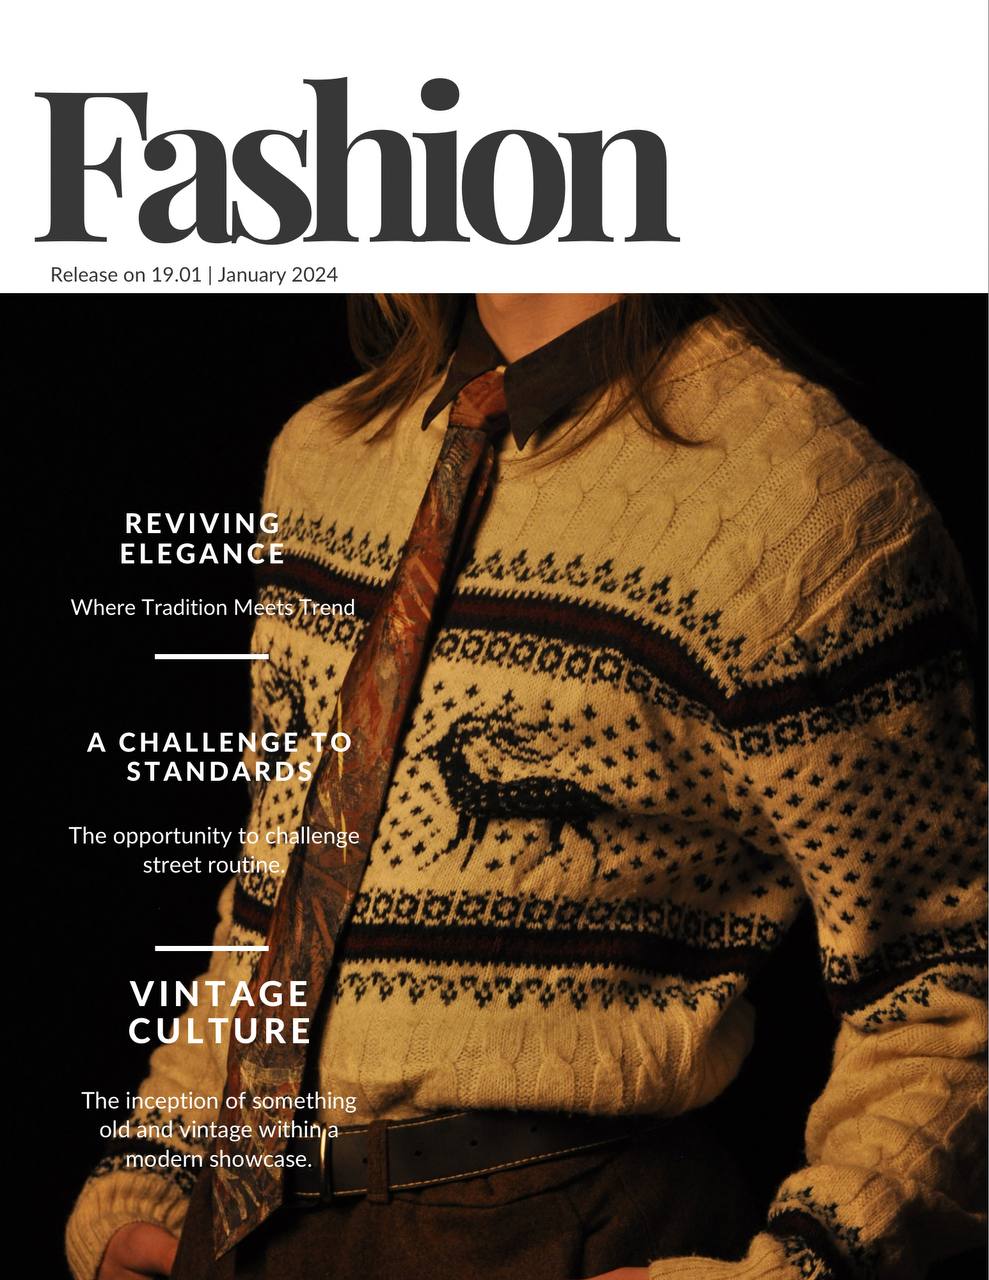 Fashion
Release on 19.01 | January 2024
REVIVING
ELEGANCE
Where Tradition Meets Trend
A CHALLENGE TO
STANDARDS
The opportunity to challenge
street routine.
VINTAGE
CULTURE
The inception of something
old and vintage within a
modern showcase.